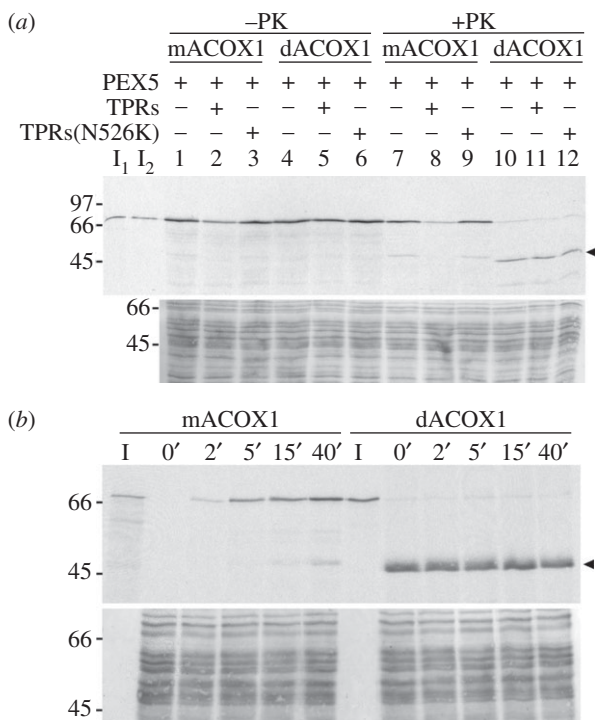 (a)
–PK +PK
mACOX1 dACOX1 mACOX1 dACOX1
PEX5 + + + + + + + + + + + +
TPRs – + – – + – – + – – + –
TPRs(N526K) – – + – – + – – + – – +
I1 I2 1 2 3 4 5 6 7 8 9 10 11 12
97-
66-
45-
66-
45-
(b)
mACOX1 dACOX1
I 0′ 2′ 5′ 15′ 40′ I 0′ 2′ 5′ 15′ 40′
66-
45-
66-
45-